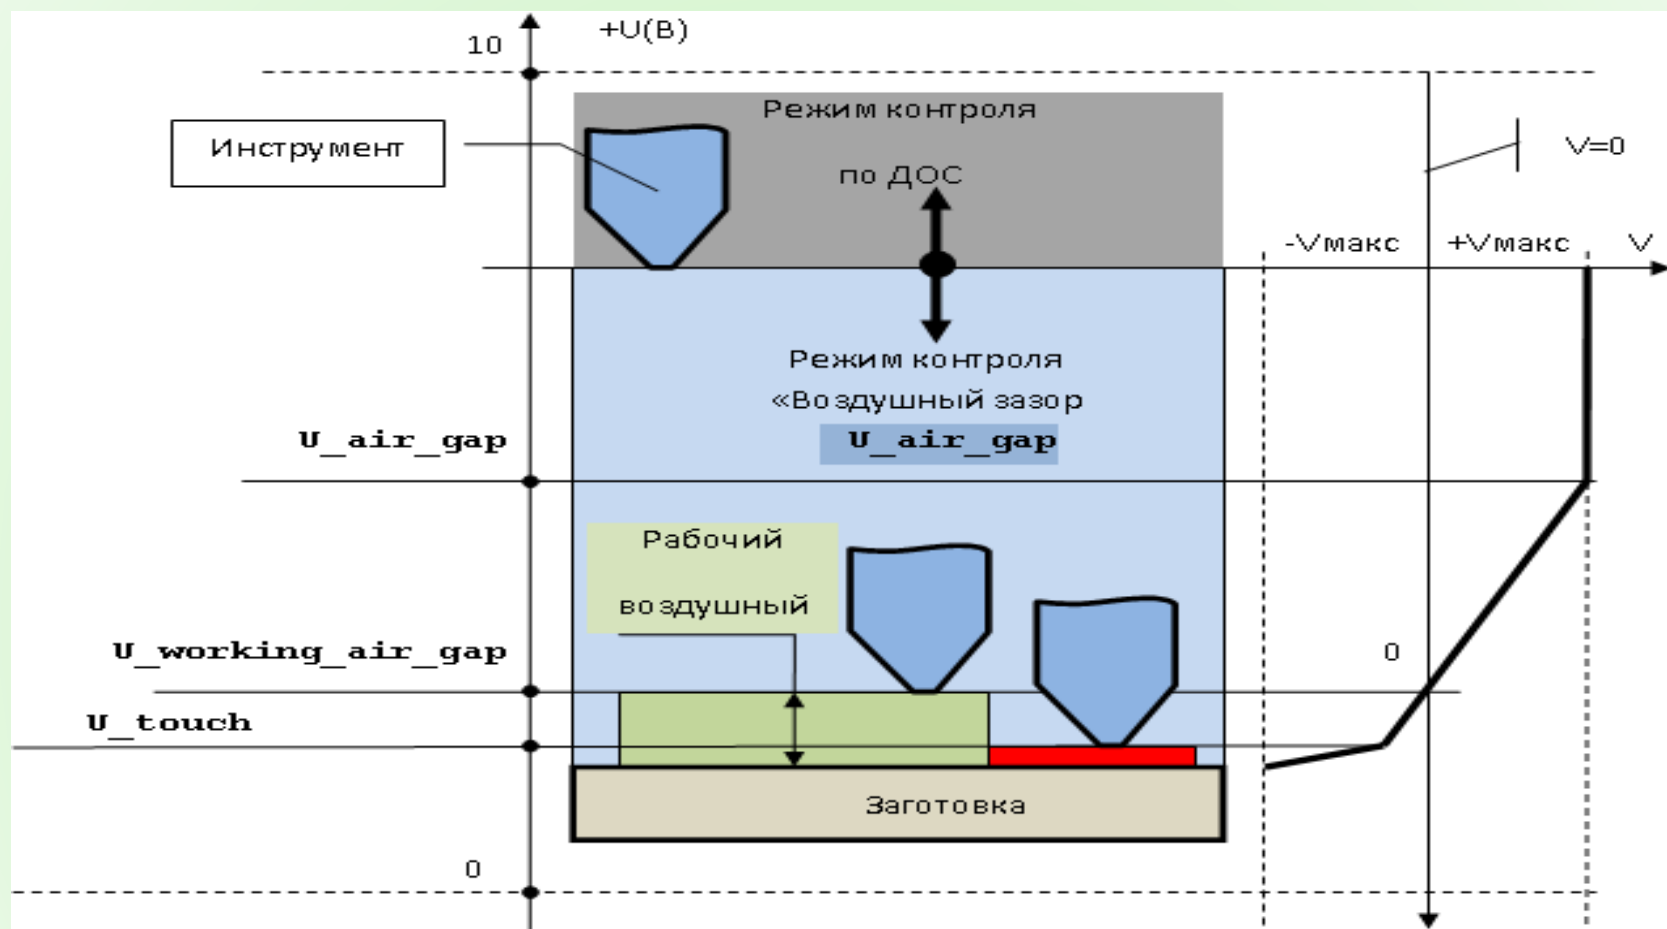 +U(В)
10
Режим контроля
Инструмент
V=0
по ДОС
-Vмакс
+Vмакс
V
Режим контроля
«Воздушный зазор
U_air_gap
U_air_gap
Рабочий
воздушный
U_working_air_gap
0
U_touch
Заготовка
0